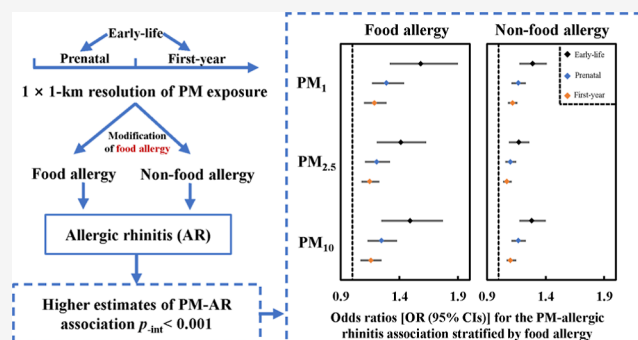 Early-life
Prenatal First-year
1 × 1-km resolution of PM exposure
Modification
of food allergy
Food allergy Non-food allergy
Allergic rhinitis (AR)
Higher estimates of PM-AR
association p-int< 0.001
Food allergy Non-food allergy
Early-life
Prenatal
First-year
PM1
PM2.5
PM10
0.9 1.4 1.9 0.9 1.4 1.9
Odds ratios [OR (95% CIs)] for the PM-allergic
rhinitis association stratified by food allergy